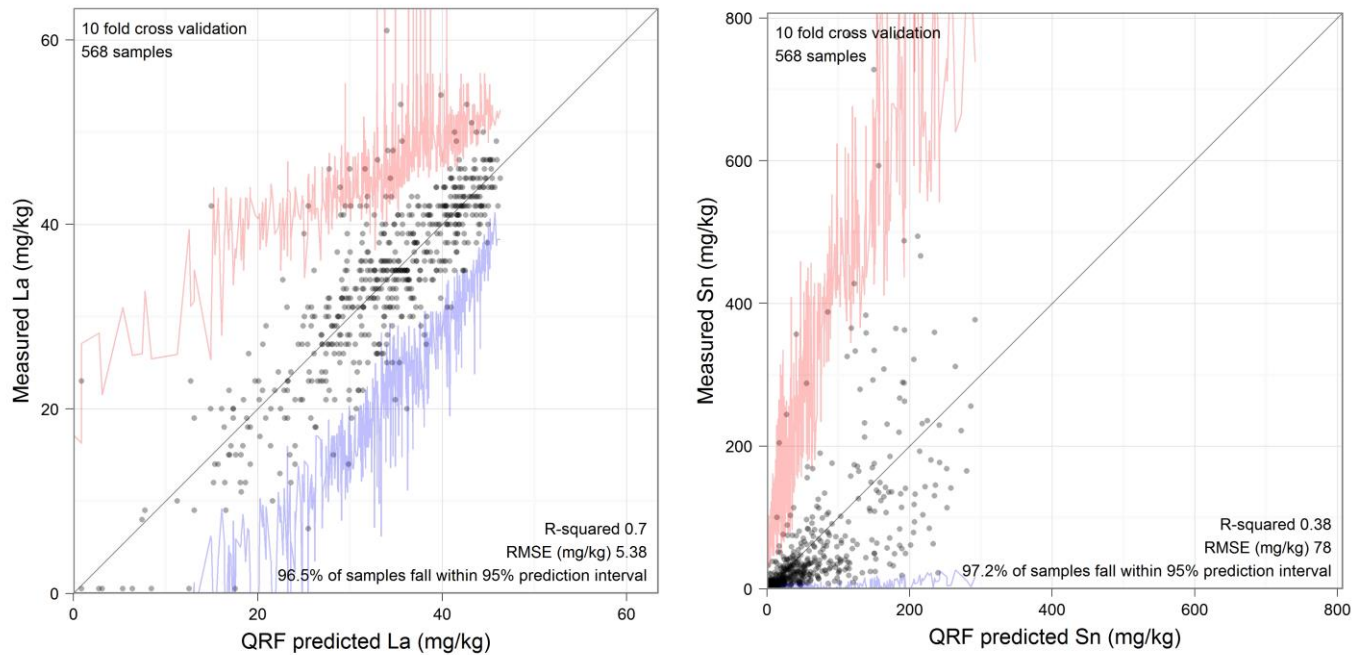 10 fold cross validation
568 samples
60
40
20
0
Measured La (mg/kg)
R-squared 0.7
RMSE (mg/kg) 5.38
96.5% of samples fall within 95% prediction interval
0 20 40 60
QRF predicted La (mg/kg)
10 fold cross validation
568 samples
800
600
400
200
0
Measured Sn (mg/kg)
R-squared 0.38
RMSE (mg/kg) 78
97.2% of samples fall within 95% prediction interval
0 200 400 600 800
QRF predicted Sn (mg/kg)